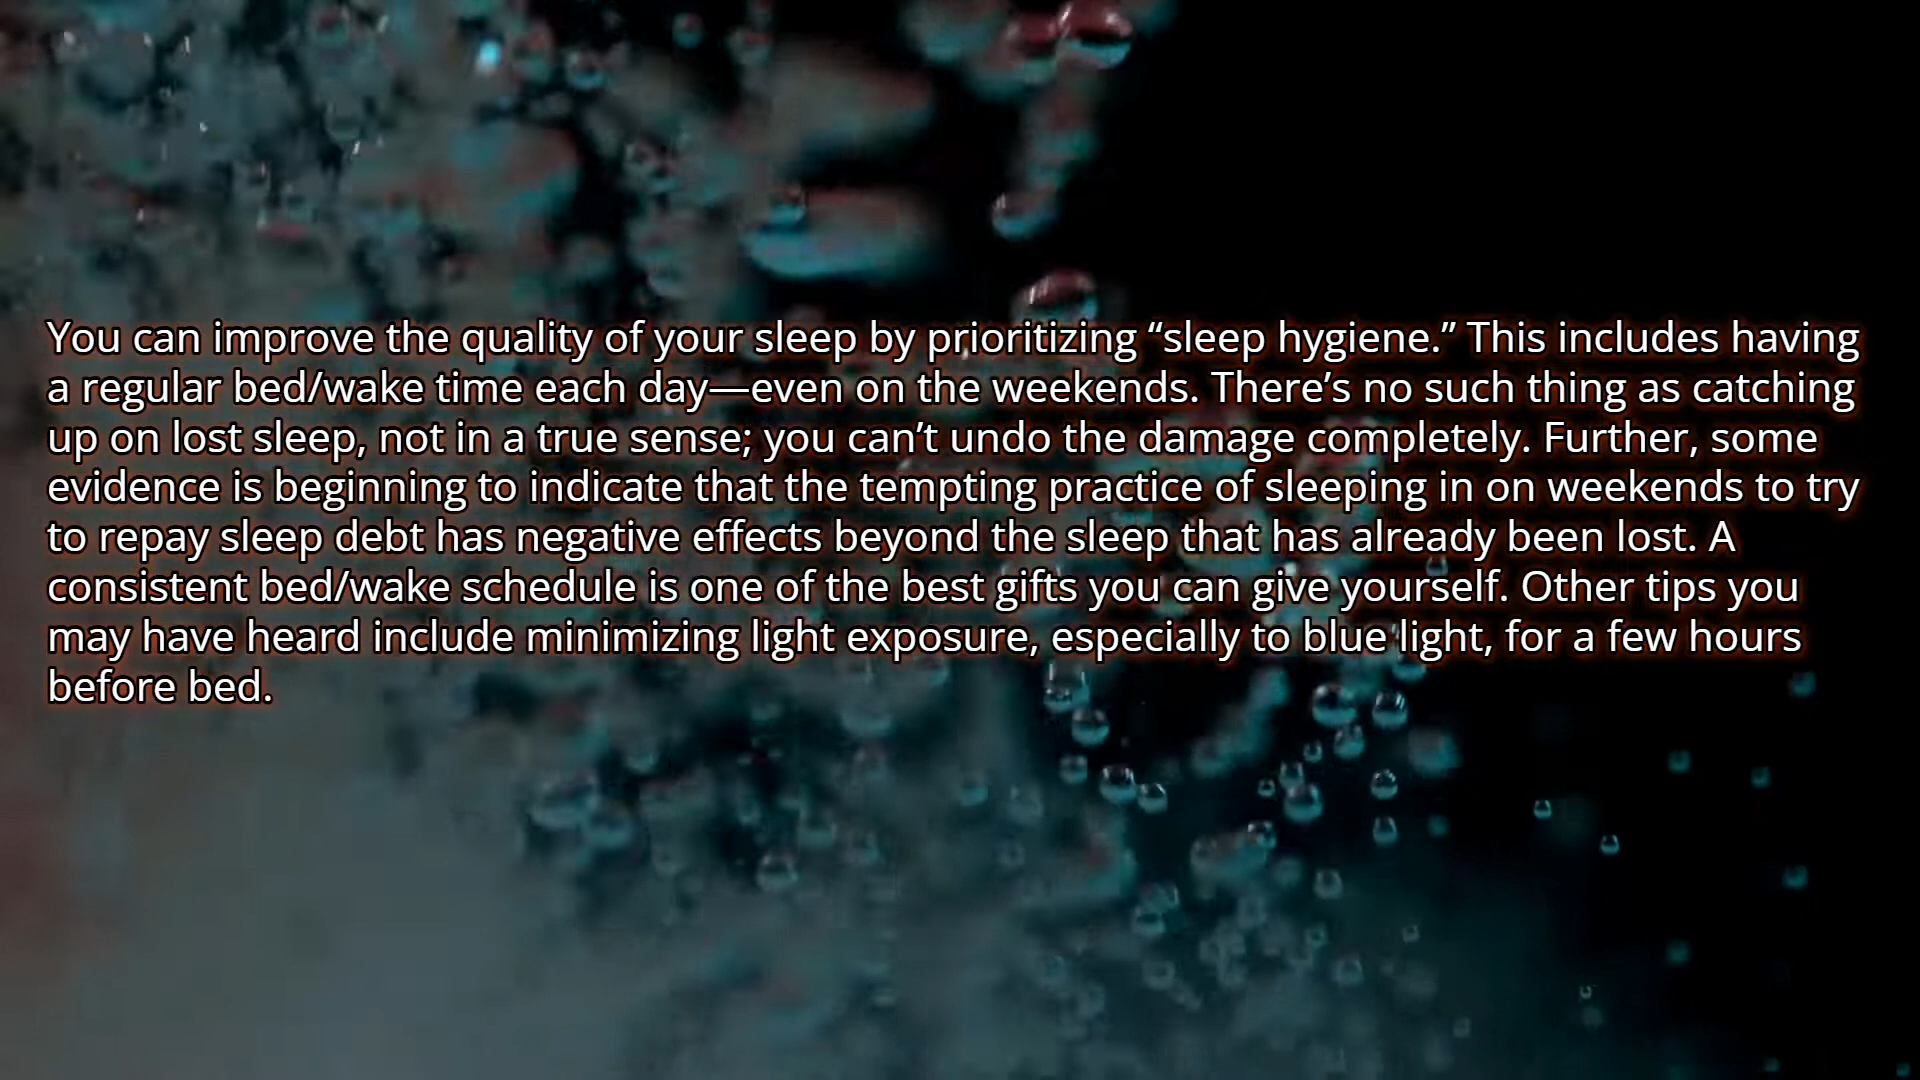 You can improve the quality of your sleep by prioritizing “sleep hygiene.” This includes having
a regular bed/wake time each day—even on the weekends. There’s no such thing as catching
up on lost sleep, not in a true sense; you can’t undo the damage completely. Further, some
evidence is beginning to indicate that the tempting practice of sleeping in on weekends to try
to repay sleep debt has negative effects beyond the sleep that has already been lost. A
consistent bed/wake schedule is one of the best gifts you can give yourself. Other tips you
may have heard include minimizing light exposure, especially to blue light, for a few hours
before bed.